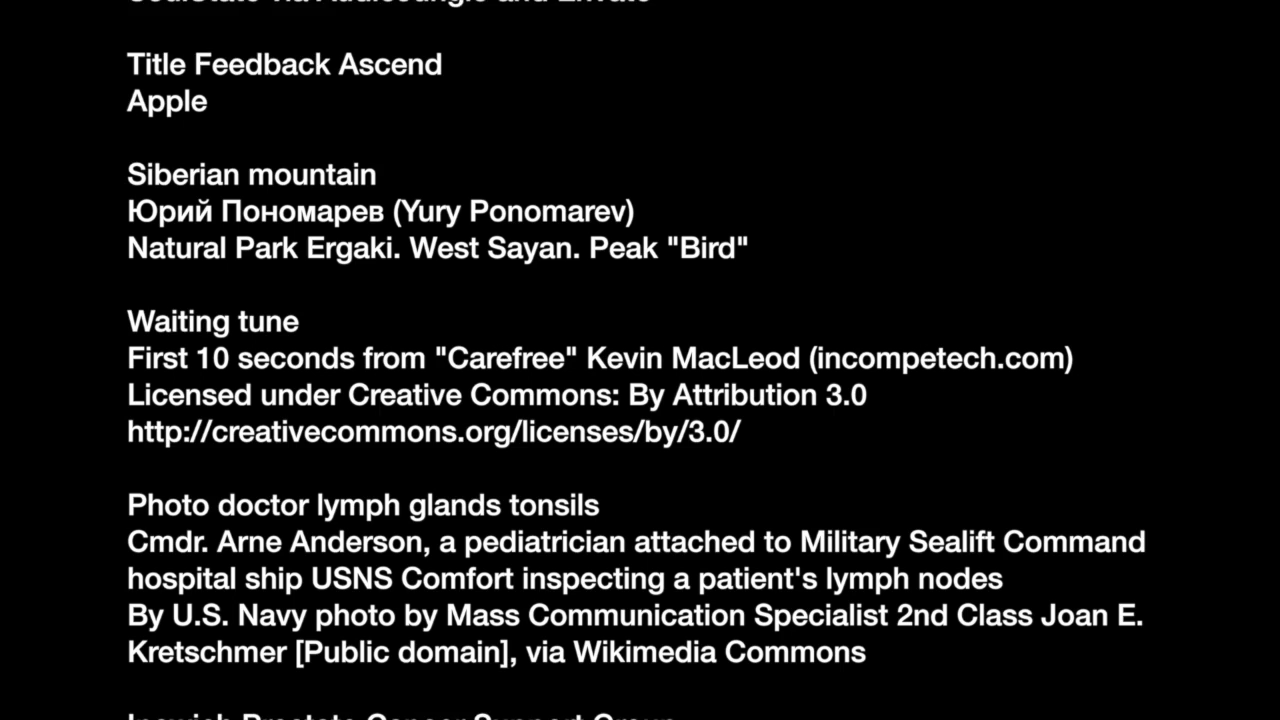 Title Feedback Ascend
Apple
Siberian mountain
Юрий Пономарев (Yury Ponomarev)
Natural Park Ergaki. West Sayan. Peak "Bird"
Waiting tune
First 10 seconds from "Carefree" Kevin MacLeod (incompetech.com)
Licensed under Creative Commons: By Attribution 3.0
http://creativecommons.org/licenses/by/3.0/
Photo doctor lymph glands tonsils
Cmdr. Arne Anderson, a pediatrician attached to Military Sealift Command
hospital ship USNS Comfort inspecting a patient's lymph nodes
By U.S. Navy photo by Mass Communication Specialist 2nd Class Joan E.
Kretschmer [Public domain], via Wikimedia Commons